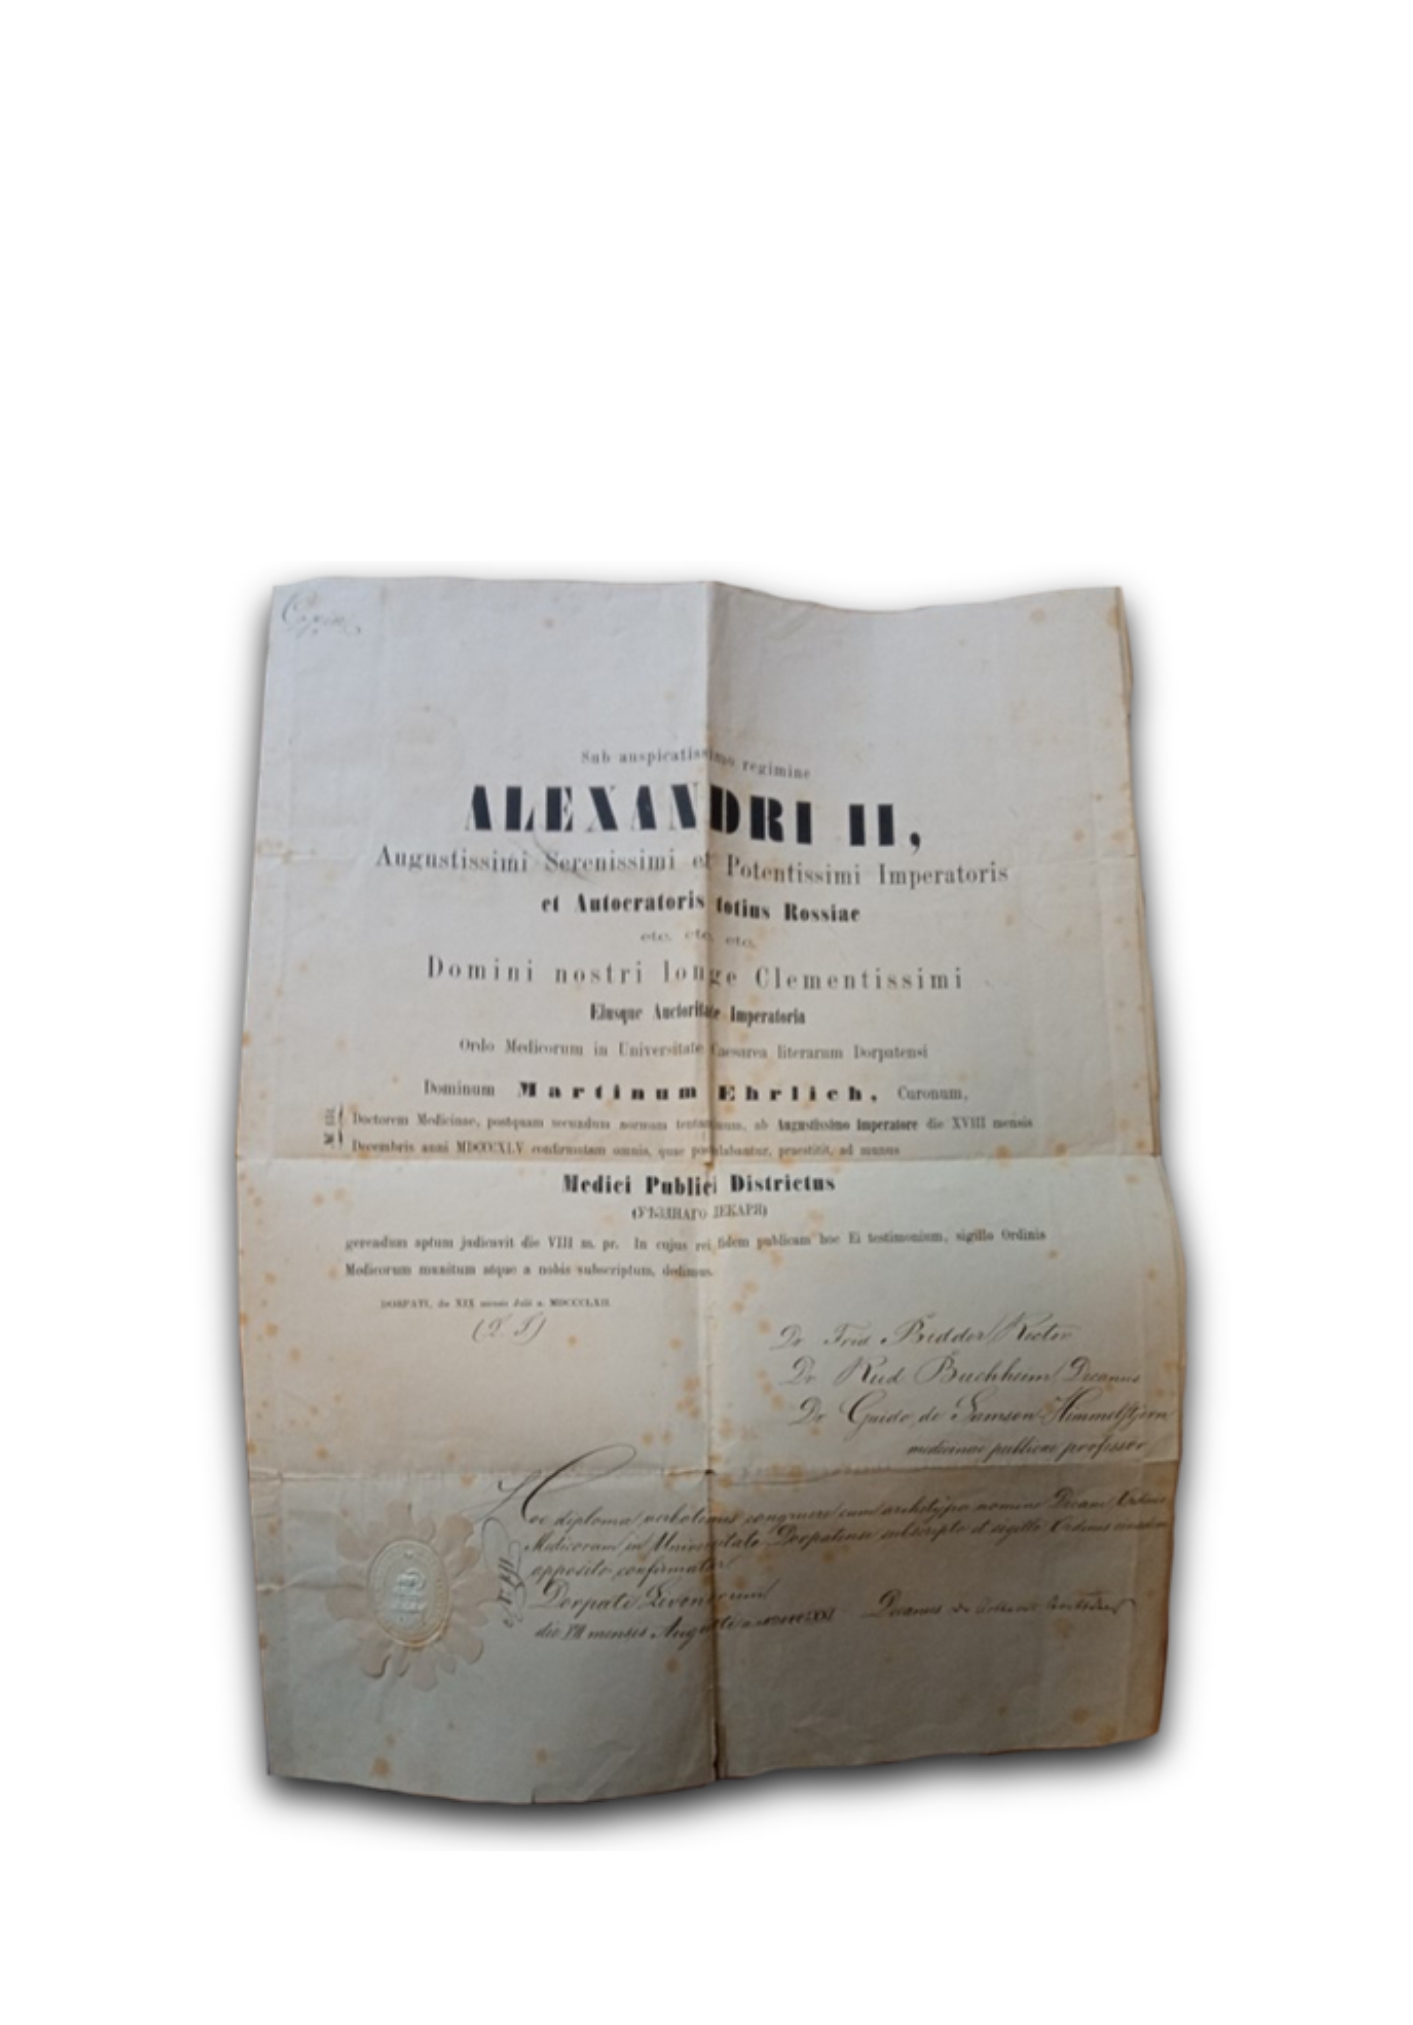 Copia
Sub auspicatissimo regimine
ALEXANDRI II,
Augustissimi Serenissimi et Potentissimi Imperatoris
et Autocratoris totius Rossiae
etc. etc. etc.
Domini nostri longe Clementissimi
Eiusque Auctoritate Imperatoria
Ordo Medicorum in Universitate Caesarea literarum Dorpatensi
Dominum Martinum Ehrlich, Curonum,
Doctorem Medicinae, postquam secundum normam tentaminum, ab Augustissimo Imperatore die XVIII mensis
Decembris anni MDCCCXLV confirmatam omnia, quae postulabantur, praestitit, ad munus
Medici Publici Districtus
(УѢЗДНАГО ЛЕКАРЯ)
gerendum aptum judicavit die VIII m. pr. In cujus rei fidem publicam hoc Ei testimonium, sigillo Ordinis
Medicorum munitum atque a nobis subscriptum, dedimus.
DORPATI, die XIX mensis Julii a. MDCCCLXII.
(L. S.)
Dr Frid Bidder Rector
Dr Rud Buchheim Decanus
Dr Guido de Samson-Himmelstjern
medicinae publicae professor
Hoc diploma verbotenus congruere cum archetypo nomine Decani Ordinis
Medicorum in Universitate Dorpatensi subscripto et sigillo Ordinis eiusdem
apposito confirmatur
Dorpati Livonorum
die VII mensis Augusti a Decanus Dr